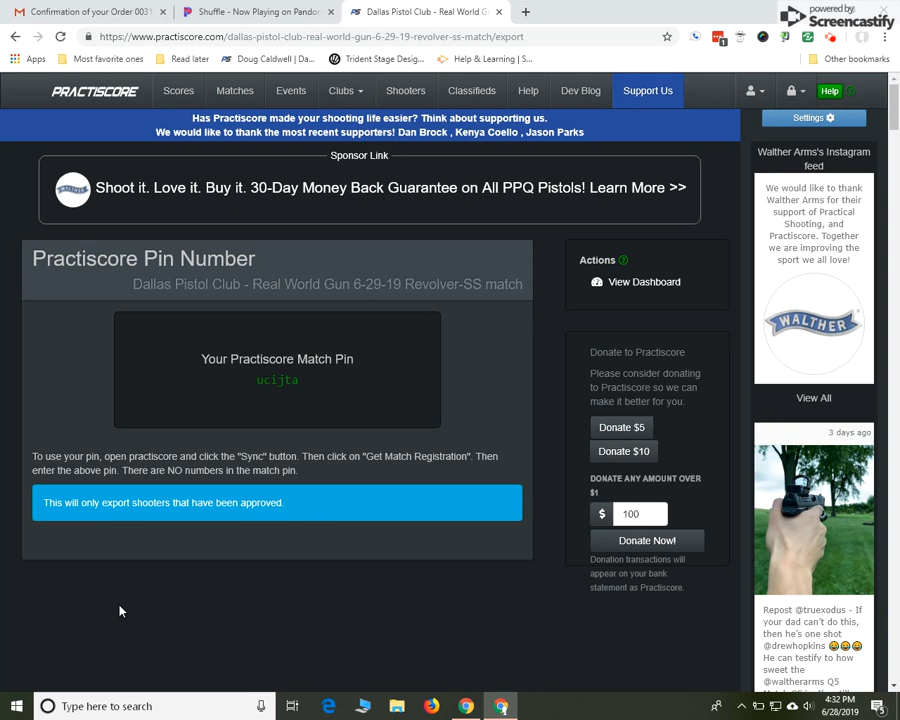 Confirmation of your Order 0031
Shuffle - Now Playing on Pandor
Dallas Pistol Club - Real World G
powered by
Screencastify
https://www.practiscore.com/dallas-pistol-club-real-world-gun-6-29-19-revolver-ss-match/export
Apps
Most favorite ones
Read later
Doug Caldwell | Da...
Trident Stage Desig...
Help & Learning | S...
Other bookmarks
PRACTISCORE
Scores
Matches
Events
Clubs
Shooters
Classifieds
Help
Dev Blog
Support Us
Help
Has Practiscore made your shooting life easier? Think about supporting us.
We would like to thank the most recent supporters! Dan Brock , Kenya Coello , Jason Parks
Settings
Sponsor Link
WALTHER
Shoot it. Love it. Buy it. 30-Day Money Back Guarantee on All PPQ Pistols! Learn More >>
Practiscore Pin Number
Dallas Pistol Club - Real World Gun 6-29-19 Revolver-SS match
Your Practiscore Match Pin
ucijta
To use your pin, open practiscore and click the "Sync" button. Then click on "Get Match Registration". Then
enter the above pin. There are NO numbers in the match pin.
This will only export shooters that have been approved.
Actions
View Dashboard
Donate to Practiscore
Please consider donating
to Practiscore so we can
make it better for you.
Donate $5
Donate $10
DONATE ANY AMOUNT OVER
$1
$ 100
Donate Now!
Donation transactions will
appear on your bank
statement as Practiscore.
Walther Arms's Instagram
feed
We would like to thank
Walther Arms for their
support of Practical
Shooting, and
Practiscore. Together
we are improving the
sport we all love!
WALTHER
View All
3 days ago
Repost @truexodus - If
your dad can't do this,
then he's one shot
@drewhopkins 😂😂😂
He can testify to how
sweet the
@waltherarms Q5
Type here to search
4:32 PM
6/28/2019
5